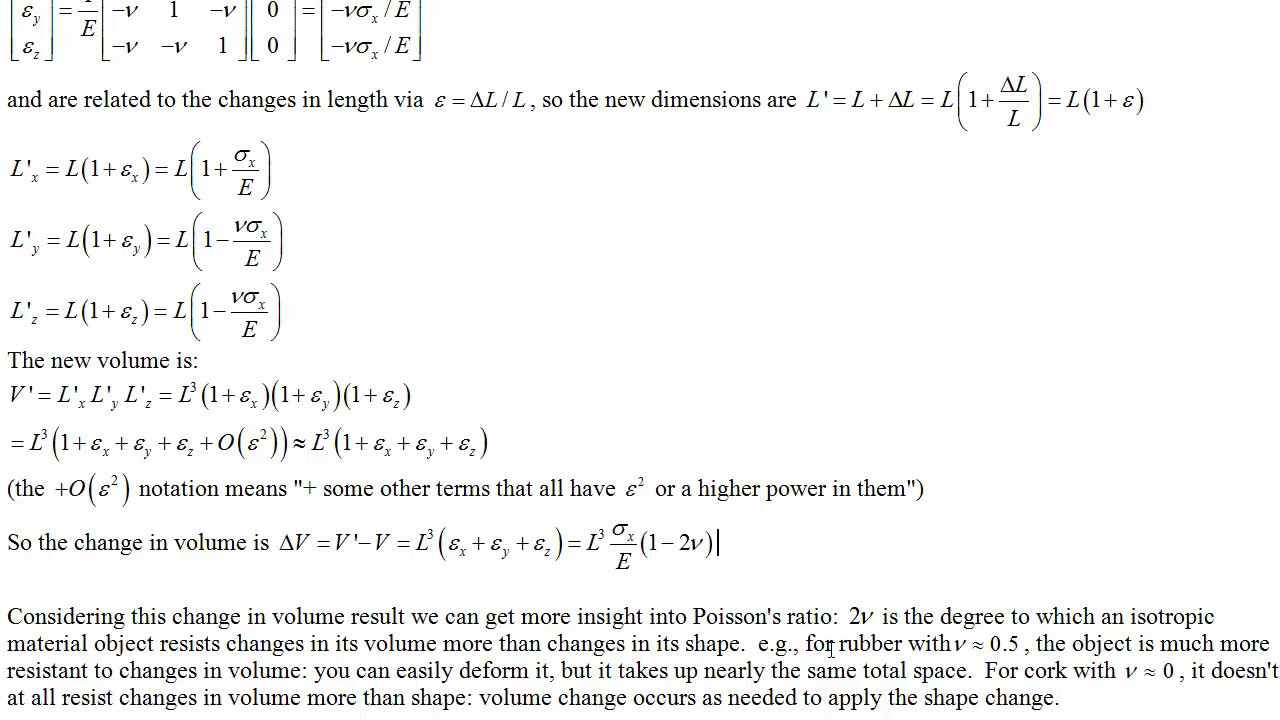 [ε_y] = 1/E [−ν 1 −ν] [0] = [−νσ_x / E]
[ε_z] [−ν −ν 1] [0] [−νσ_x / E]
and are related to the changes in length via ε = ΔL / L, so the new dimensions are L' = L + ΔL = L(1 + ΔL/L) = L(1 + ε)
L'_x = L(1 + ε_x) = L(1 + σ_x/E)
L'_y = L(1 + ε_y) = L(1 − νσ_x/E)
L'_z = L(1 + ε_z) = L(1 − νσ_x/E)
The new volume is:
V' = L'_x L'_y L'_z = L³(1 + ε_x)(1 + ε_y)(1 + ε_z)
= L³(1 + ε_x + ε_y + ε_z + O(ε²)) ≈ L³(1 + ε_x + ε_y + ε_z)
(the +O(ε²) notation means "+ some other terms that all have ε² or a higher power in them")
So the change in volume is ΔV = V' − V = L³(ε_x + ε_y + ε_z) = L³ σ_x/E (1 − 2ν)
Considering this change in volume result we can get more insight into Poisson's ratio: 2ν is the degree to which an isotropic
material object resists changes in its volume more than changes in its shape. e.g., for rubber with ν ≈ 0.5, the object is much more
resistant to changes in volume: you can easily deform it, but it takes up nearly the same total space. For cork with ν ≈ 0, it doesn't
at all resist changes in volume more than shape: volume change occurs as needed to apply the shape change.